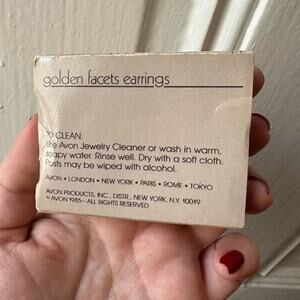 golden facets earrings
TO CLEAN:
Use Avon Jewelry Cleaner or wash in warm,
soapy water. Rinse well. Dry with a soft cloth.
Posts may be wiped with alcohol.
AVON • LONDON • NEW YORK • PARIS • ROME • TOKYO
AVON PRODUCTS, INC., DISTR., NEW YORK, N.Y. 10019
© AVON 1985—ALL RIGHTS RESERVED